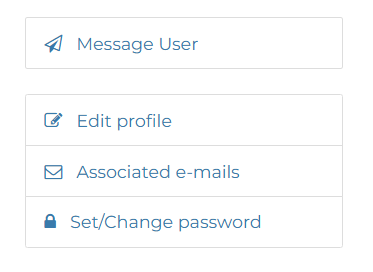 Message User
Edit profile
Associated e-mails
Set/Change password